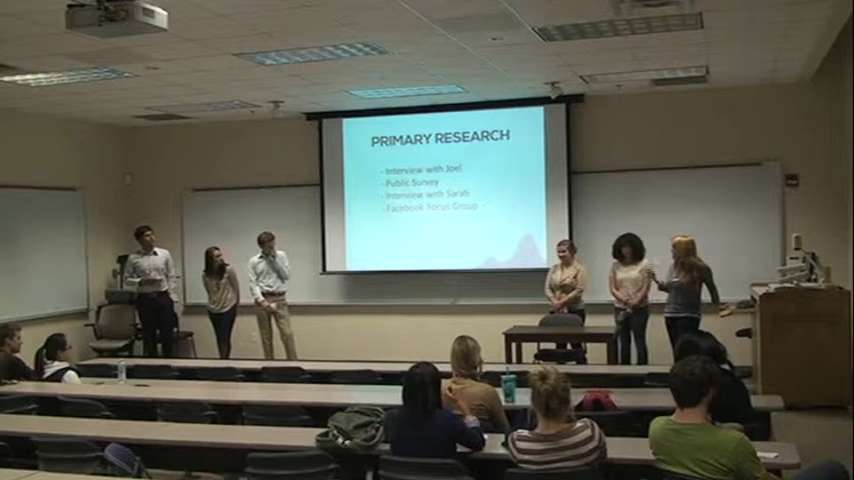 PRIMARY RESEARCH
- Interview with Joel
- Public Survey
- Interview with Sarah
- Facebook Focus Group